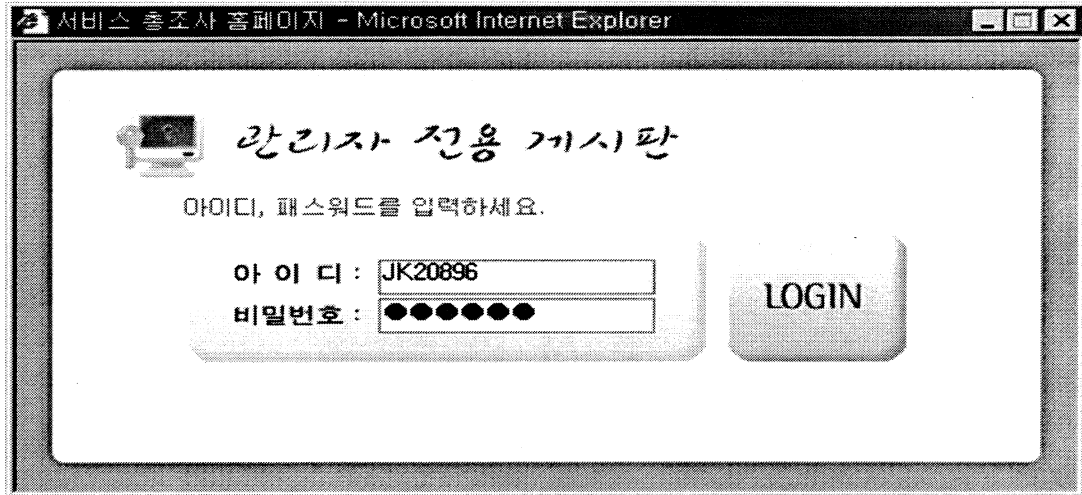 서비스 총조사 홈페이지 - Microsoft Internet Explorer
관리자 전용 게시판
아이디, 패스워드를 입력하세요.
아 이 디 : JK20896
비밀번호 : ●●●●●●
LOGIN